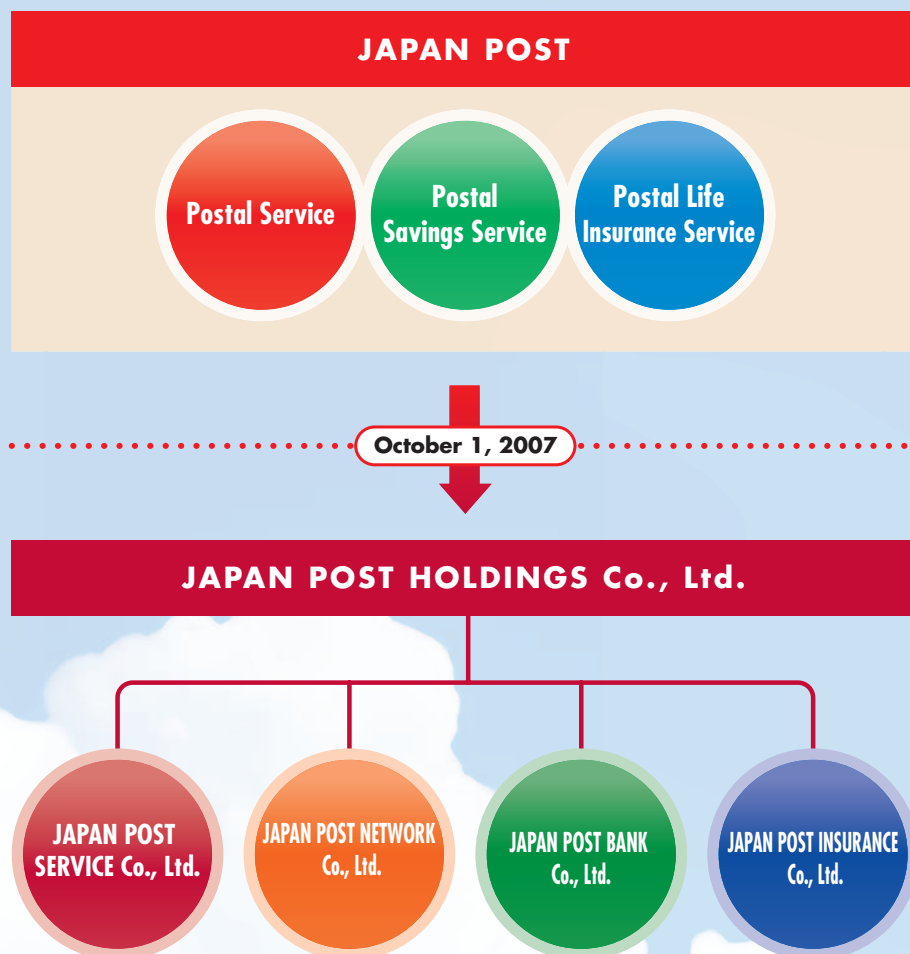 JAPAN POST
Postal Service
Postal
Savings Service
Postal Life
Insurance Service
October 1, 2007
JAPAN POST HOLDINGS Co., Ltd.
JAPAN POST
SERVICE Co., Ltd.
JAPAN POST NETWORK
Co., Ltd.
JAPAN POST BANK
Co., Ltd.
JAPAN POST INSURANCE
Co., Ltd.